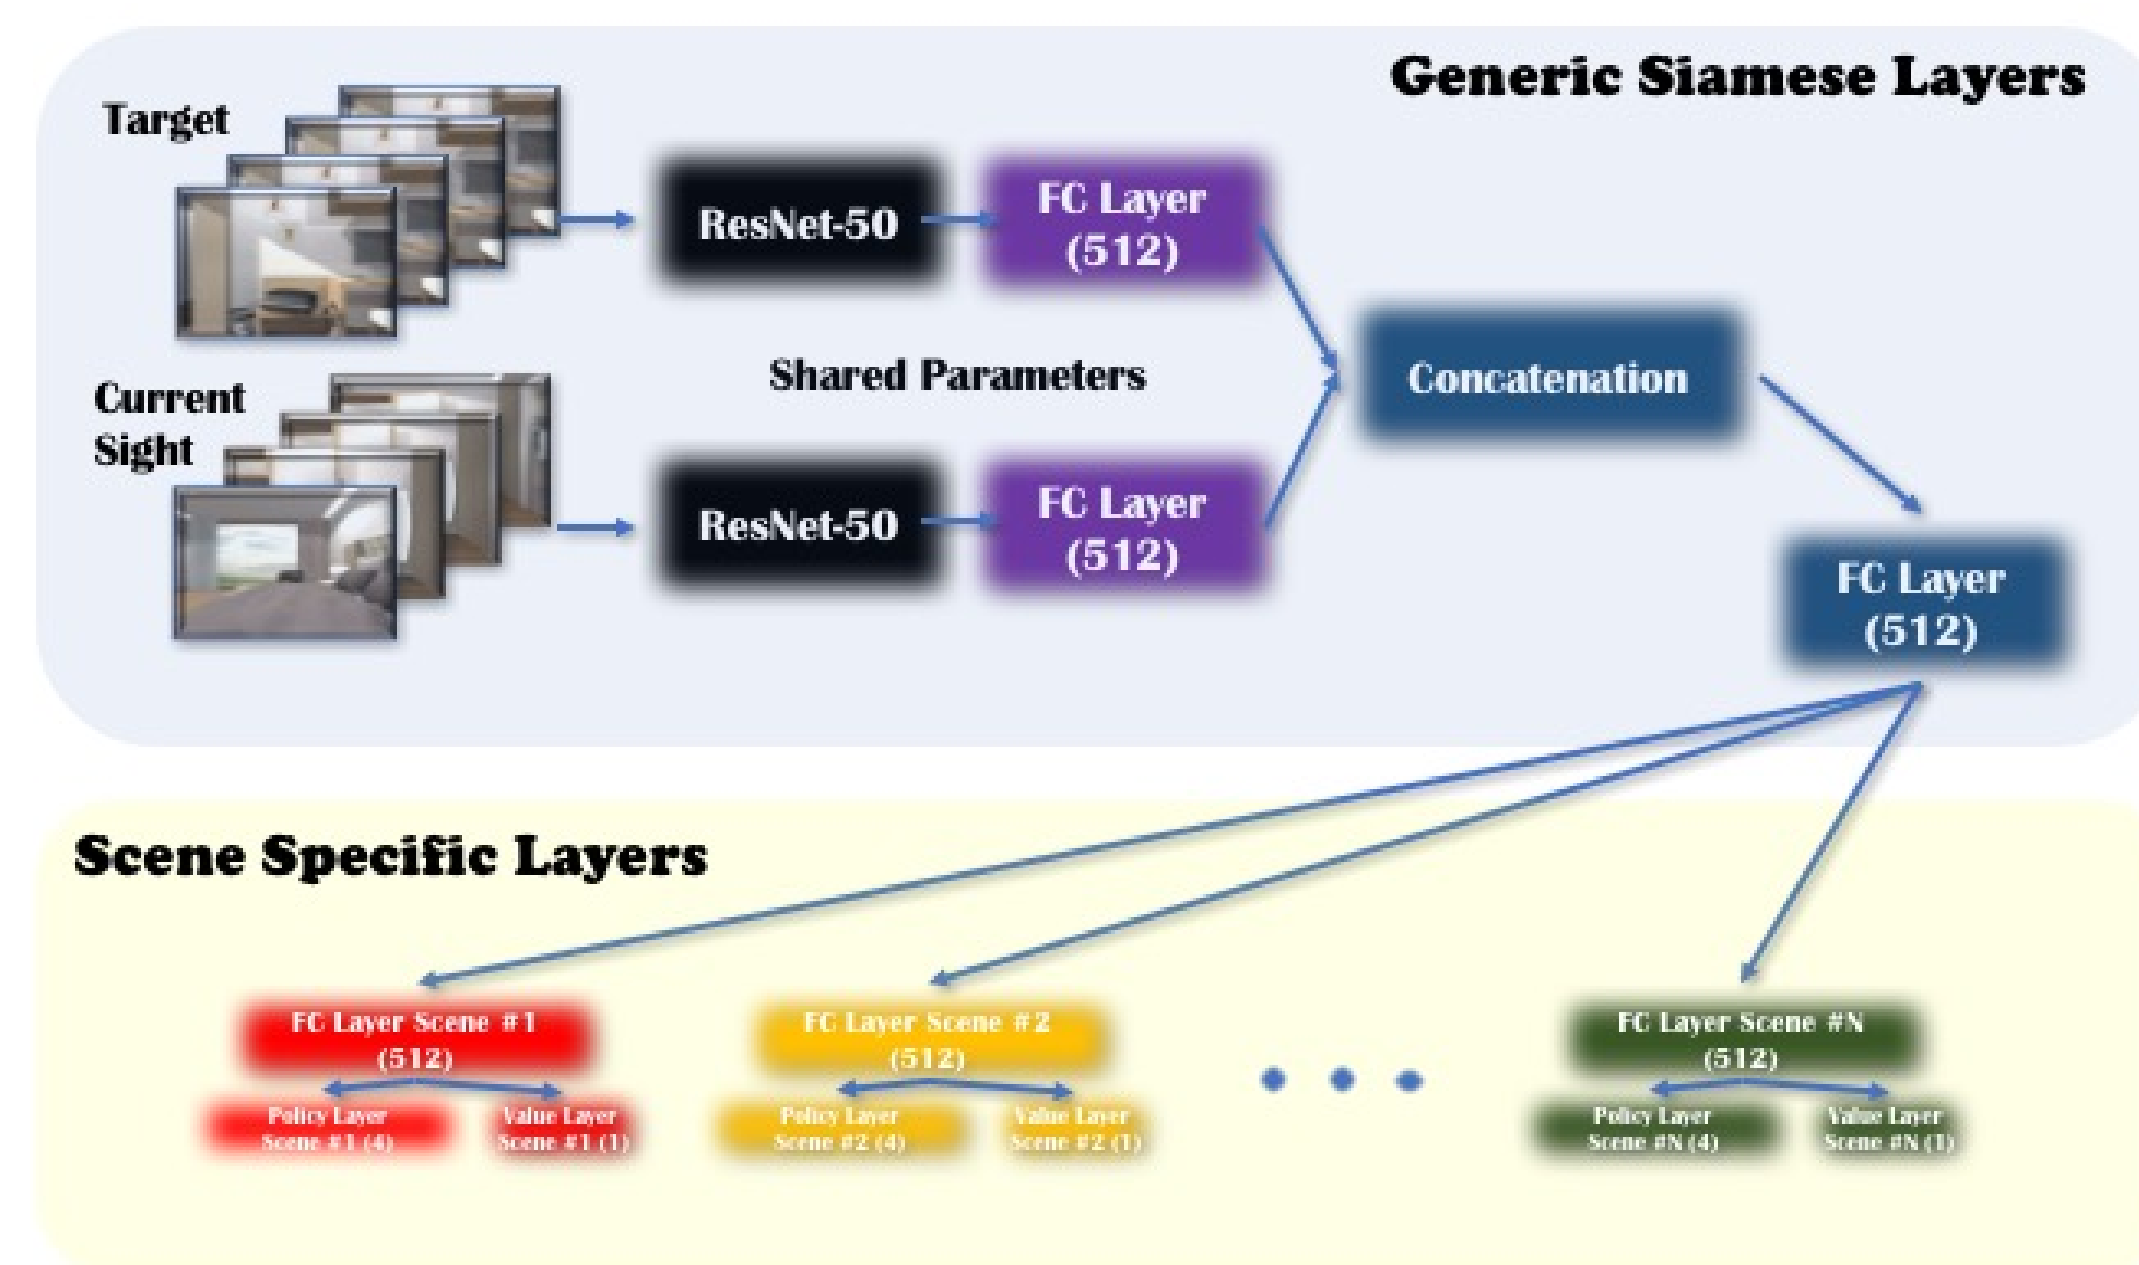 Generic Siamese Layers
Target
ResNet-50
FC Layer
(512)
Shared Parameters
Concatenation
Current
Sight
ResNet-50
FC Layer
(512)
FC Layer
(512)
Scene Specific Layers
FC Layer Scene #1
(512)
Policy Layer
Scene #1 (4)
Value Layer
Scene #1 (1)
FC Layer Scene #2
(512)
Policy Layer
Scene #2 (4)
Value Layer
Scene #2 (1)
FC Layer Scene #N
(512)
Policy Layer
Scene #N (4)
Value Layer
Scene #N (1)